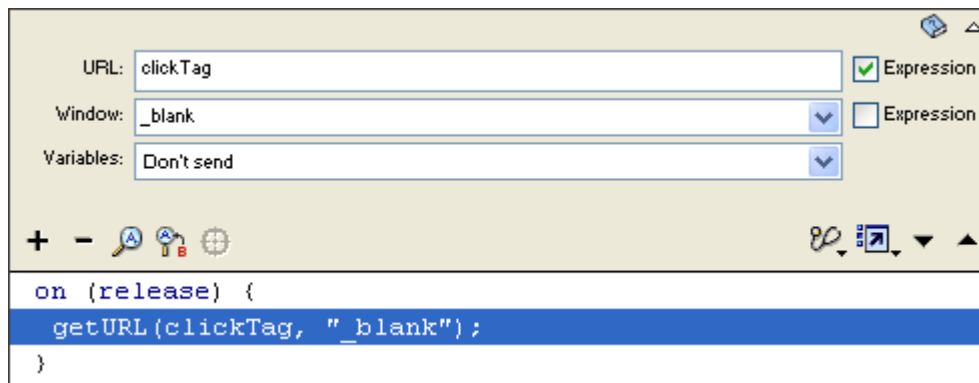 URL: clickTag Expression
Window: _blank Expression
Variables: Don't send
on (release) {
getURL(clickTag, "_blank");
}